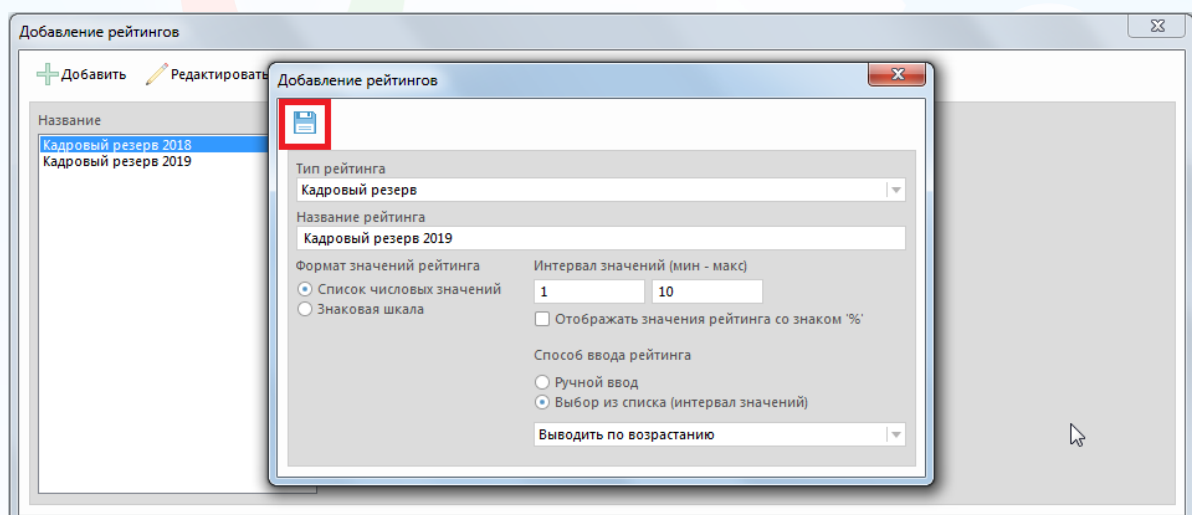 Добавление рейтингов
Добавить Редактировать
Название
Кадровый резерв 2018
Кадровый резерв 2019
Добавление рейтингов
Тип рейтинга
Кадровый резерв
Название рейтинга
Кадровый резерв 2019
Формат значений рейтинга
Список числовых значений
Знаковая шкала
Интервал значений (мин - макс)
1 10
Отображать значения рейтинга со знаком '%'
Способ ввода рейтинга
Ручной ввод
Выбор из списка (интервал значений)
Выводить по возрастанию